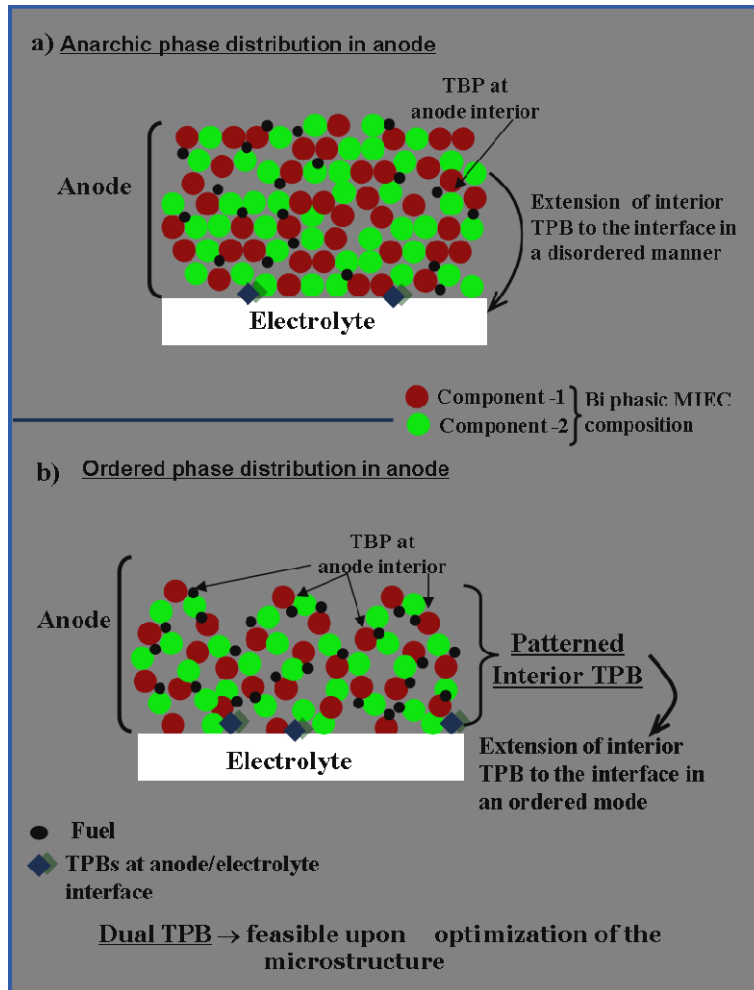 a) Anarchic phase distribution in anode
TBP at
anode interior
Anode
Extension of interior
TPB to the interface in
a disordered manner
Electrolyte
Component -1
Component -2
Bi phasic MIEC
composition
b) Ordered phase distribution in anode
TBP at
anode interior
Anode
Patterned
Interior TPB
Electrolyte
Extension of interior
TPB to the interface in
an ordered mode
Fuel
TPBs at anode/electrolyte
interface
Dual TPB → feasible upon optimization of the
microstructure